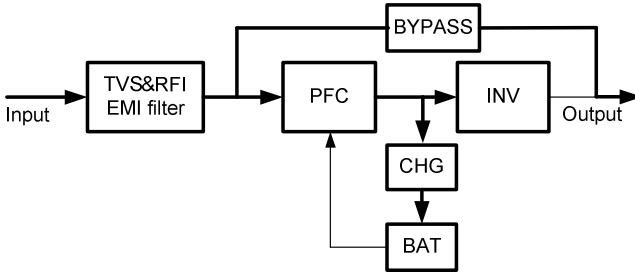 BYPASS
TVS&RFI
EMI filter
PFC
INV
Input
Output
CHG
BAT